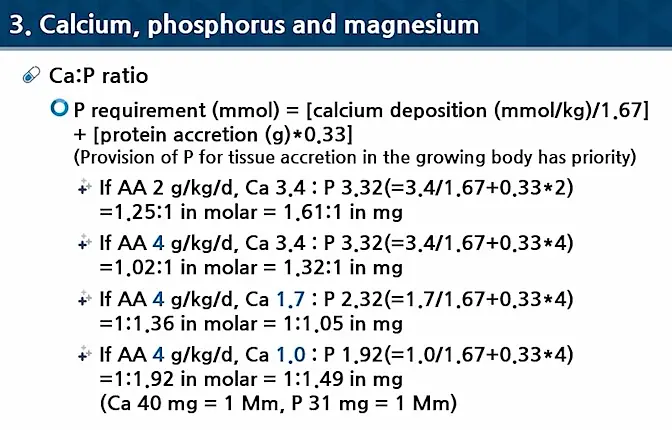 3. Calcium, phosphorus and magnesium
Ca:P ratio
P requirement (mmol) = [calcium deposition (mmol/kg)/1.67]
+ [protein accretion (g)*0.33]
(Provision of P for tissue accretion in the growing body has priority)
If AA 2 g/kg/d, Ca 3.4 : P 3.32(=3.4/1.67+0.33*2)
=1.25:1 in molar = 1.61:1 in mg
If AA 4 g/kg/d, Ca 3.4 : P 3.32(=3.4/1.67+0.33*4)
=1.02:1 in molar = 1.32:1 in mg
If AA 4 g/kg/d, Ca 1.7 : P 2.32(=1.7/1.67+0.33*4)
=1:1.36 in molar = 1:1.05 in mg
If AA 4 g/kg/d, Ca 1.0 : P 1.92(=1.0/1.67+0.33*4)
=1:1.92 in molar = 1:1.49 in mg
(Ca 40 mg = 1 Mm, P 31 mg = 1 Mm)